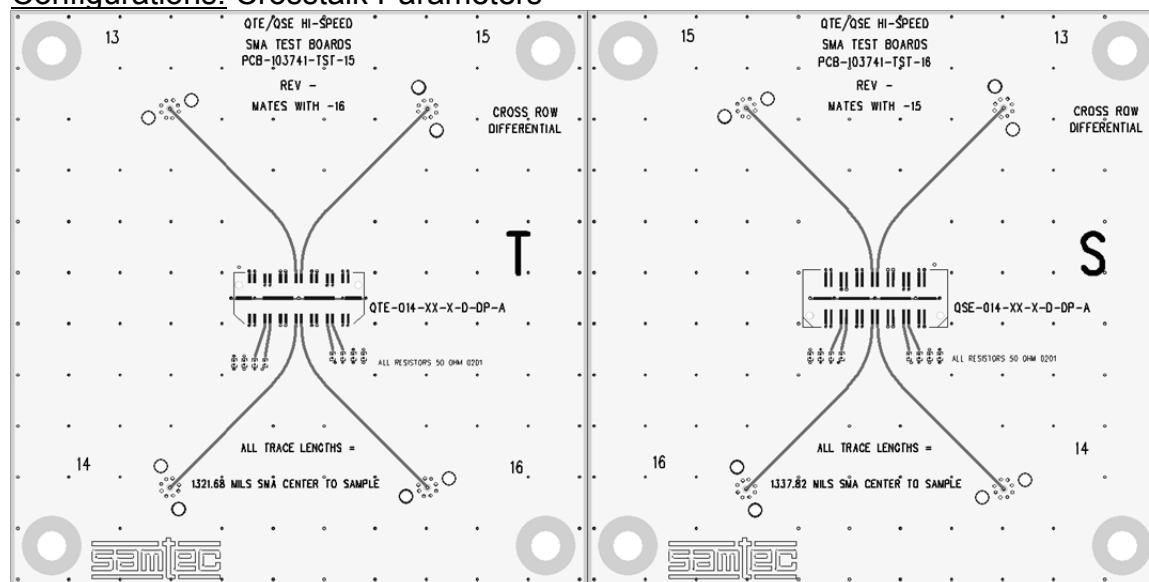 Configurations: Crosstalk Parameters
13
QTE/QSE HI-SPEED
SMA TEST BOARDS
PCB-103741-TST-15
REV -
MATES WITH -16
15
CROSS ROW
DIFFERENTIAL
T
QTE-014-XX-X-D-DP-A
ALL RESISTORS 50 OHM 0201
ALL TRACE LENGTHS =
14
16
1321.68 MILS SMA CENTER TO SAMPLE
samtec
15
QTE/QSE HI-SPEED
SMA TEST BOARDS
PCB-103741-TST-16
REV -
MATES WITH -15
13
CROSS ROW
DIFFERENTIAL
S
QSE-014-XX-X-D-DP-A
ALL RESISTORS 50 OHM 0201
ALL TRACE LENGTHS =
16
14
1337.82 MILS SMA CENTER TO SAMPLE
samtec